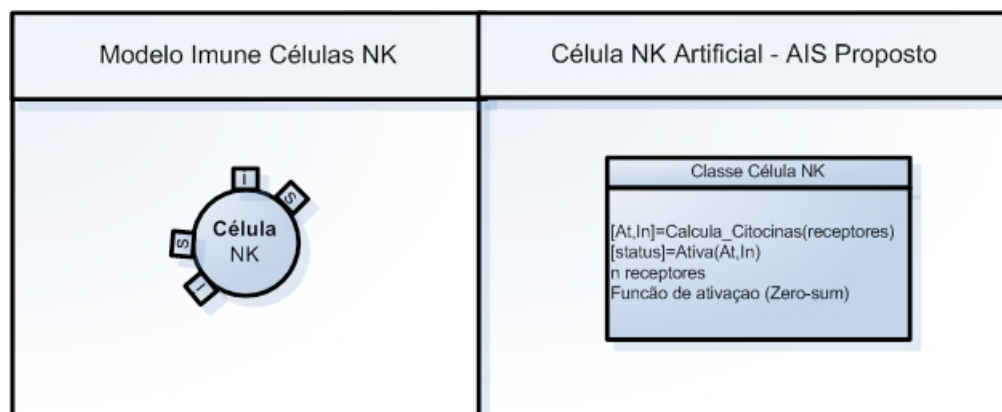 Modelo Imune Células NK
Célula NK Artificial - AIS Proposto
I
S
Célula
NK
S
I
Classe Célula NK
[At,In]=Calcula_Citocinas(receptores)
[status]=Ativa(At,In)
n receptores
Funcão de ativaçao (Zero-sum)